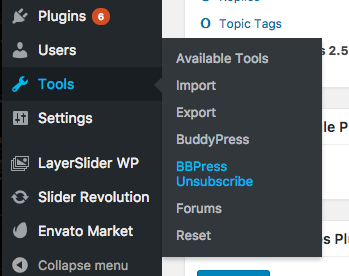 Plugins 6
Users
Tools
Settings
LayerSlider WP
Slider Revolution
Envato Market
Collapse menu
Available Tools
Import
Export
BuddyPress
BBPress
Unsubscribe
Forums
Reset
Topic Tags
s 2.5
le P
s Plu